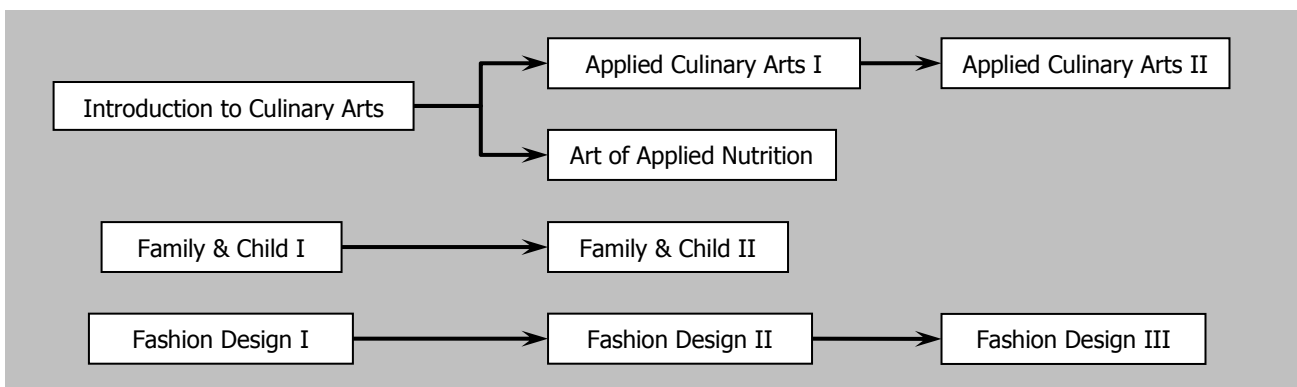 Applied Culinary Arts I
Applied Culinary Arts II
Introduction to Culinary Arts
Art of Applied Nutrition
Family & Child I
Family & Child II
Fashion Design I
Fashion Design II
Fashion Design III